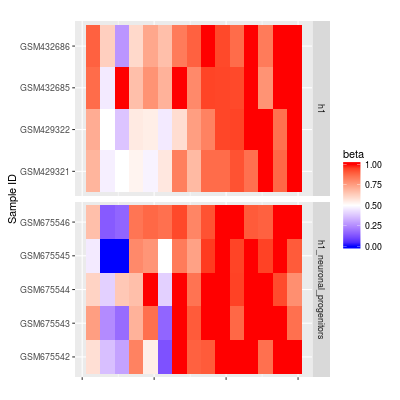 GSM432686
GSM432685
GSM429322
GSM429321
h1
GSM675546
GSM675545
GSM675544
GSM675543
GSM675542
h1_neuronal_progenitors
Sample ID
beta
1.00
0.75
0.50
0.25
0.00